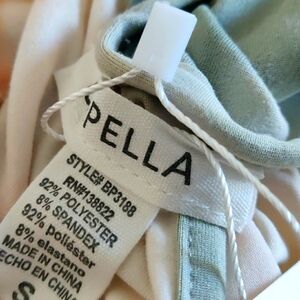 PELLA
STYLE# BP3188
RN#138822
92% POLYESTER
8% SPANDEX
92% poliéster
8% elastano
MADE IN CHINA
HECHO EN CHINA
S